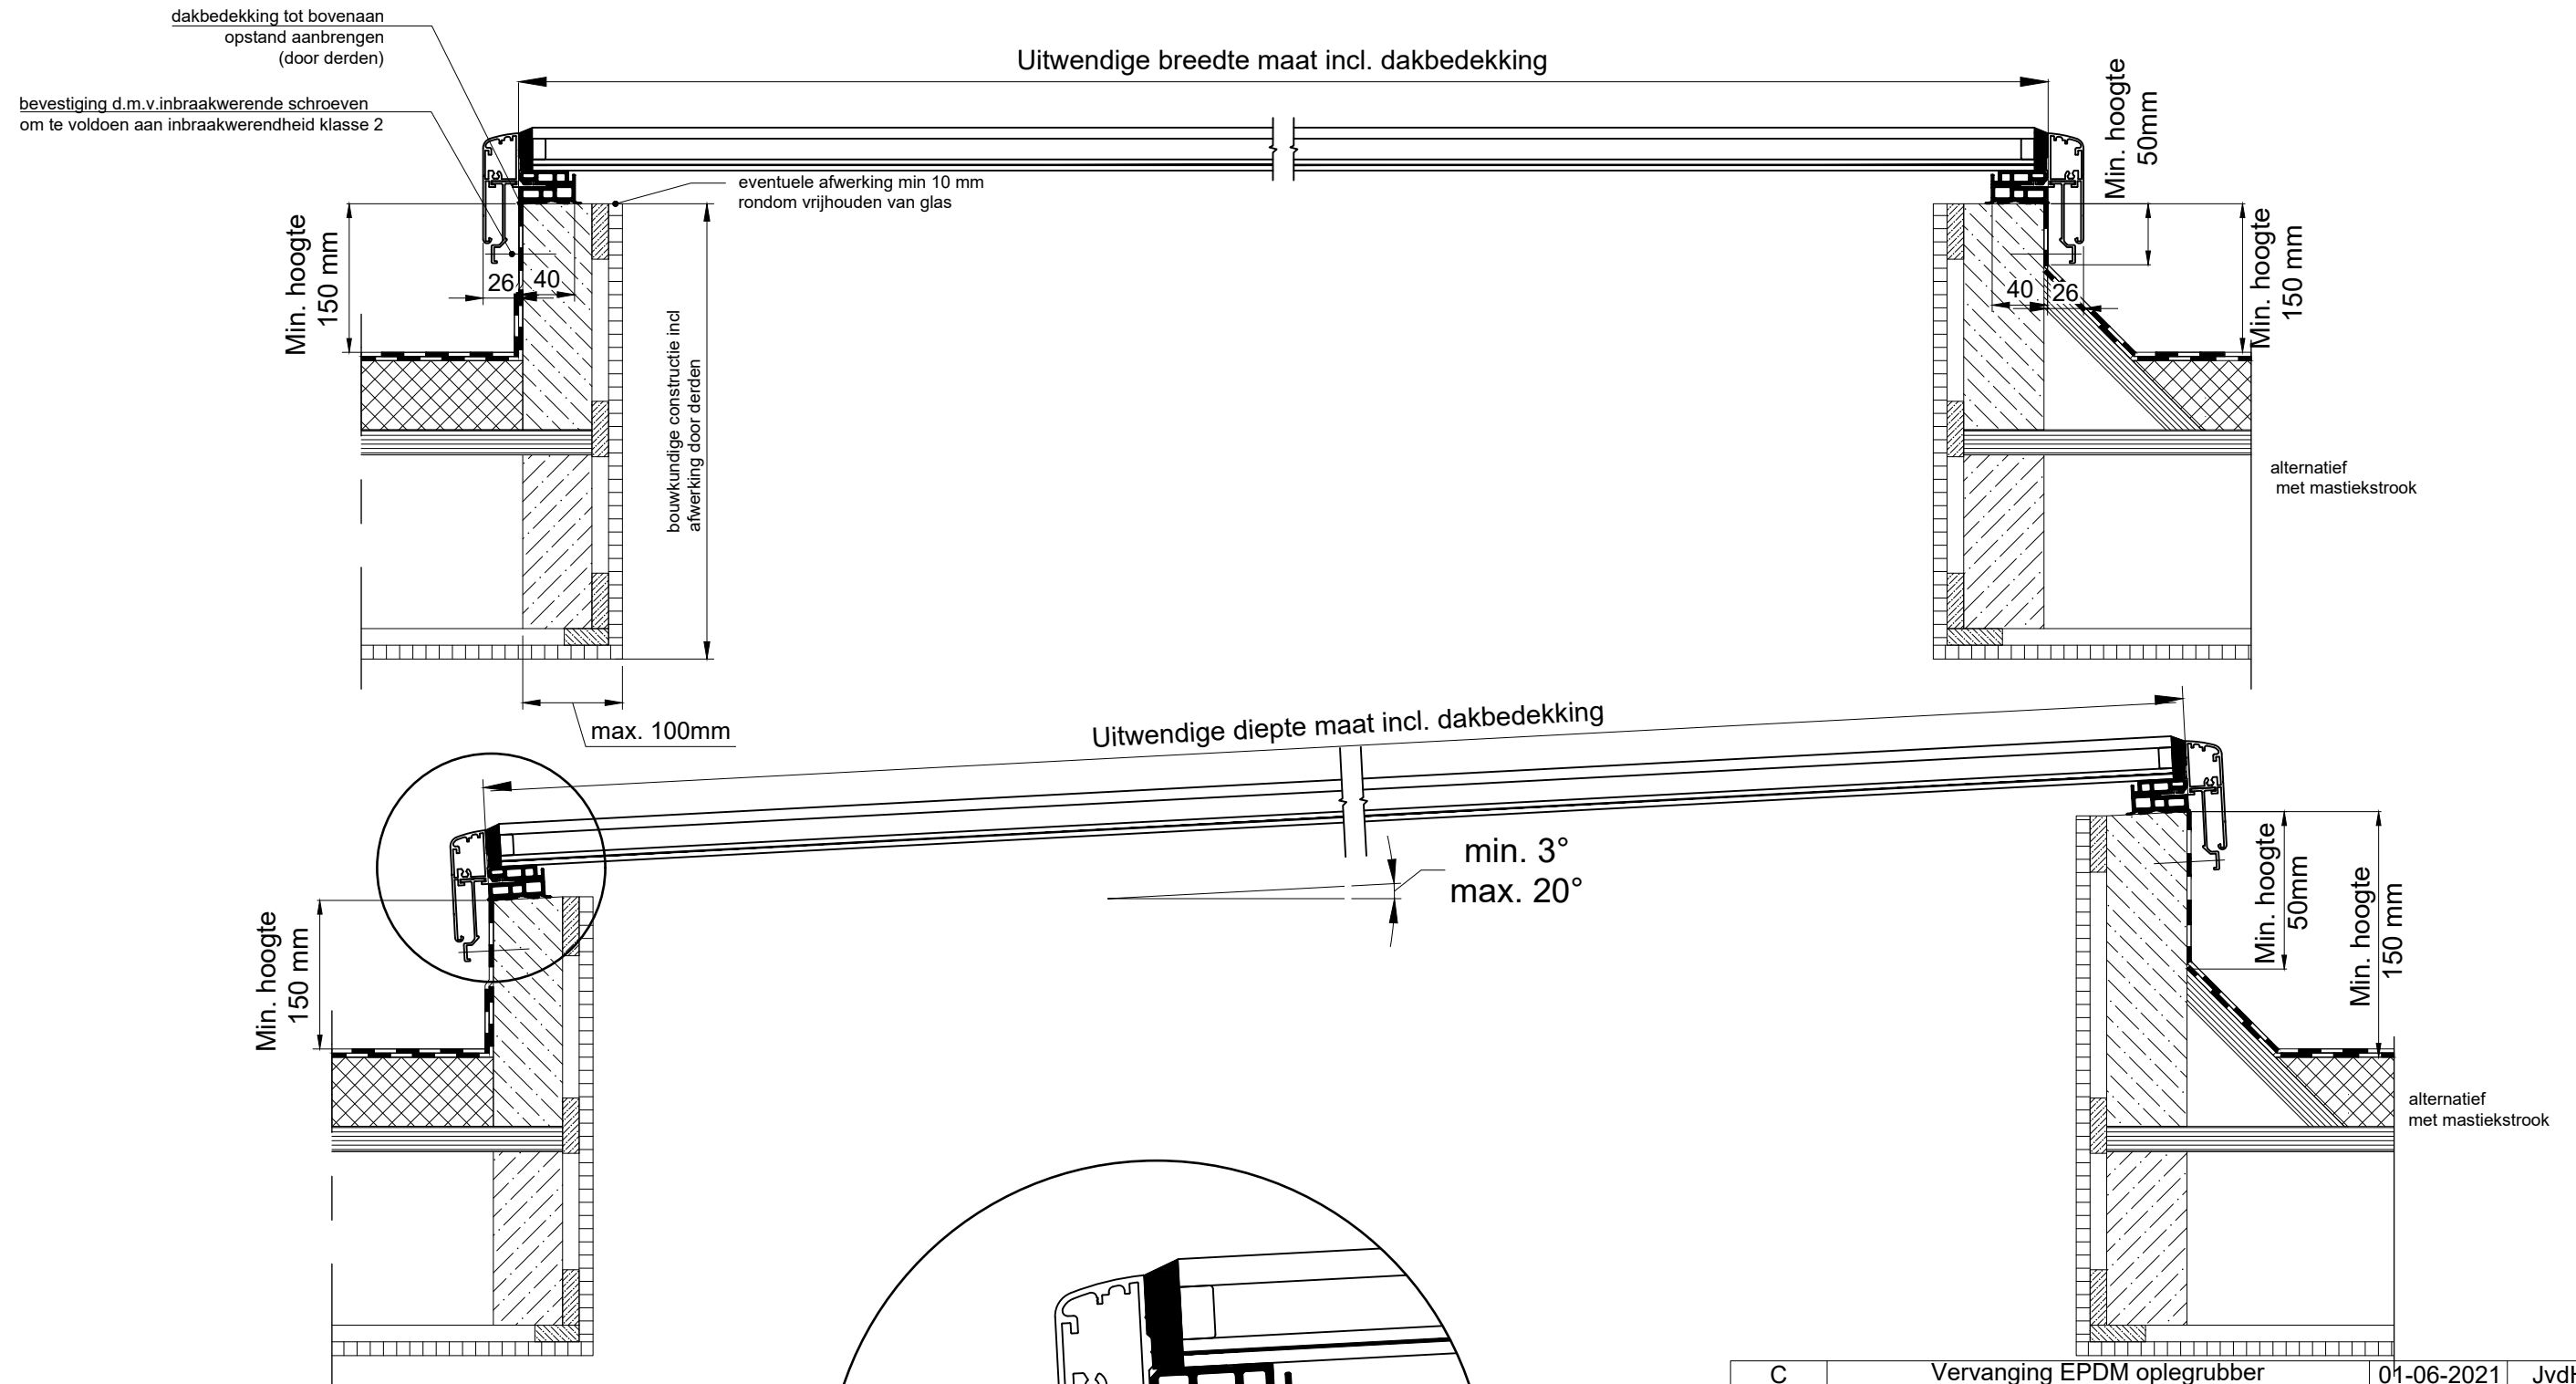 dakbedekking tot bovenaan
opstand aanbrengen
(door derden)
bevestiging d.m.v.inbraakwerende schroeven
om te voldoen aan inbraakwerendheid klasse 2
Uitwendige breedte maat incl. dakbedekking
eventuele afwerking min 10 mm
rondom vrijhouden van glas
Min. hoogte
150 mm
26
40
bouwkundige constructie incl
afwerking door derden
max. 100mm
Min. hoogte
50mm
Min. hoogte
150 mm
40
26
alternatief
met mastiekstrook
Uitwendige diepte maat incl. dakbedekking
min. 3°
max. 20°
Min. hoogte
150 mm
Min. hoogte
50mm
Min. hoogte
150 mm
alternatief
met mastiekstrook
C Vervanging EPDM oplegrubber 01-06-2021